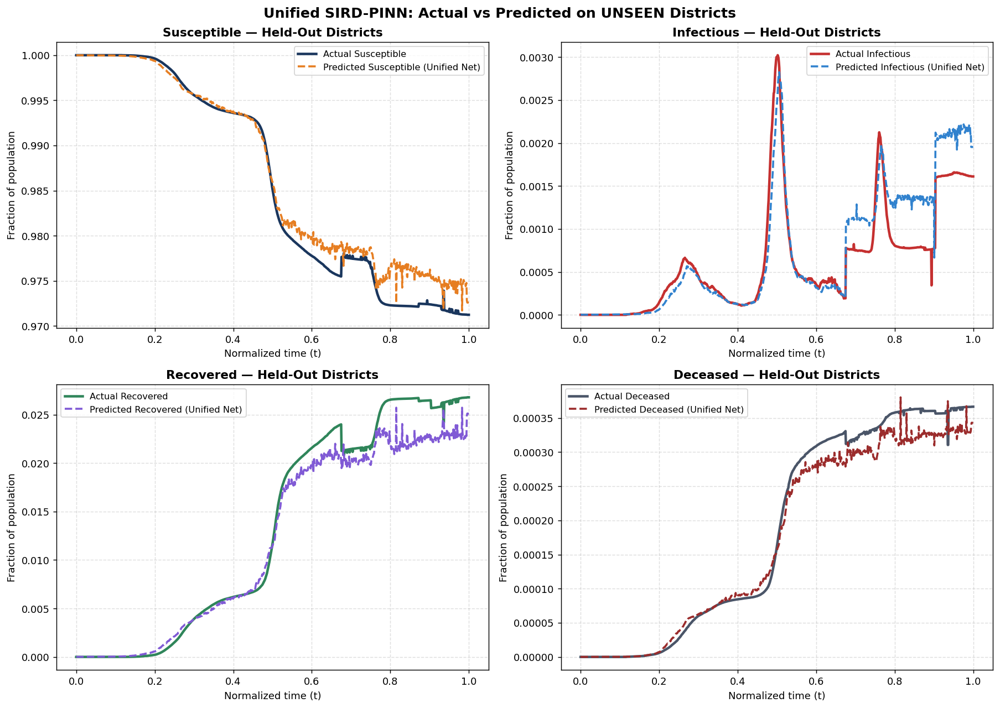 Unified SIRD-PINN: Actual vs Predicted on UNSEEN Districts
Susceptible — Held-Out Districts
Fraction of population
1.000
0.995
0.990
0.985
0.980
0.975
0.970
Actual Susceptible
Predicted Susceptible (Unified Net)
0.0 0.2 0.4 0.6 0.8 1.0
Normalized time (t)
Infectious — Held-Out Districts
Fraction of population
0.0030
0.0025
0.0020
0.0015
0.0010
0.0005
0.0000
Actual Infectious
Predicted Infectious (Unified Net)
0.0 0.2 0.4 0.6 0.8 1.0
Normalized time (t)
Recovered — Held-Out Districts
Fraction of population
0.025
0.020
0.015
0.010
0.005
0.000
Actual Recovered
Predicted Recovered (Unified Net)
0.0 0.2 0.4 0.6 0.8 1.0
Normalized time (t)
Deceased — Held-Out Districts
Fraction of population
0.00035
0.00030
0.00025
0.00020
0.00015
0.00010
0.00005
0.00000
Actual Deceased
Predicted Deceased (Unified Net)
0.0 0.2 0.4 0.6 0.8 1.0
Normalized time (t)